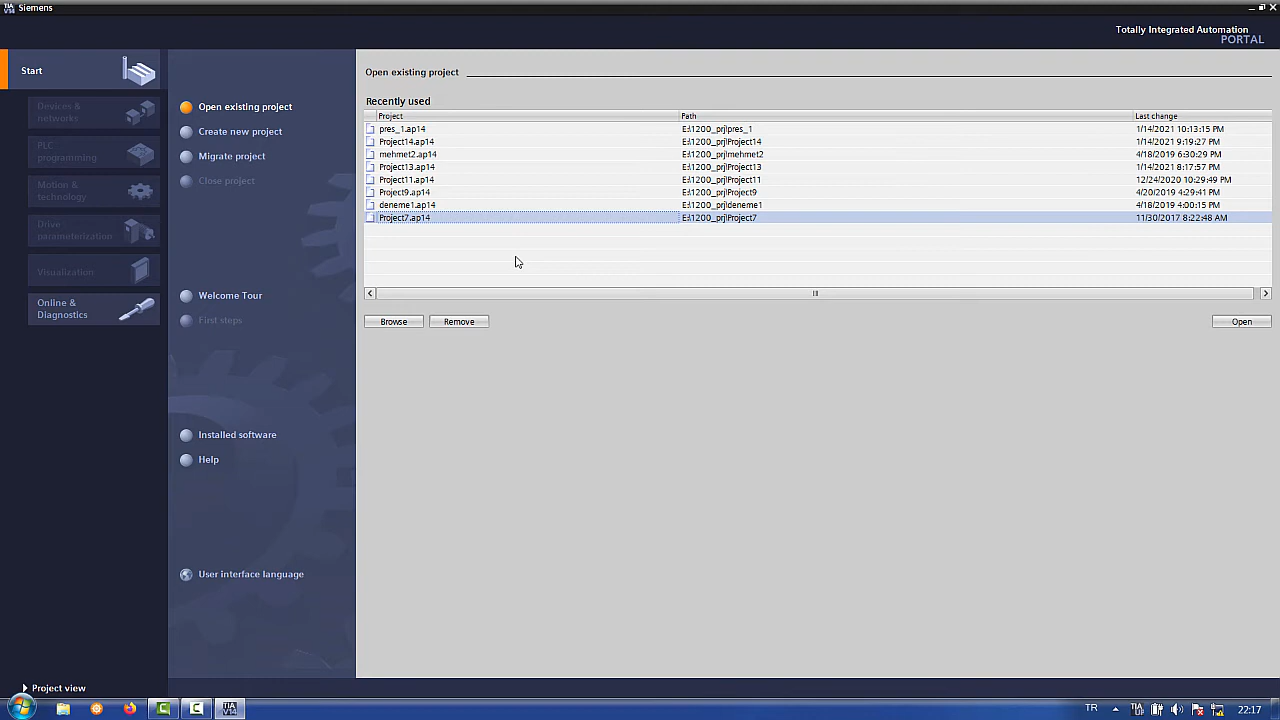 TIA V14 Siemens
Totally Integrated Automation
PORTAL
Start
Devices & networks
PLC programming
Motion & technology
Drive parameterization
Visualization
Online & Diagnostics
Open existing project
Create new project
Migrate project
Close project
Welcome Tour
First steps
Installed software
Help
User interface language
Open existing project
Recently used
Project Path Last change
pres_1.ap14 E:\1200_prj\pres_1 1/14/2021 10:13:15 PM
Project14.ap14 E:\1200_prj\Project14 1/14/2021 9:19:27 PM
mehmet2.ap14 E:\1200_prj\mehmet2 4/18/2019 6:30:29 PM
Project13.ap14 E:\1200_prj\Project13 1/14/2021 8:17:57 PM
Project11.ap14 E:\1200_prj\Project11 12/24/2020 10:29:49 PM
Project9.ap14 E:\1200_prj\Project9 4/20/2019 4:29:41 PM
deneme1.ap14 E:\1200_prj\deneme1 4/18/2019 4:00:15 PM
Project7.ap14 E:\1200_prj\Project7 11/30/2017 8:22:48 AM
Browse Remove Open
Project view
TIA V14 TR TIA UP 22:17